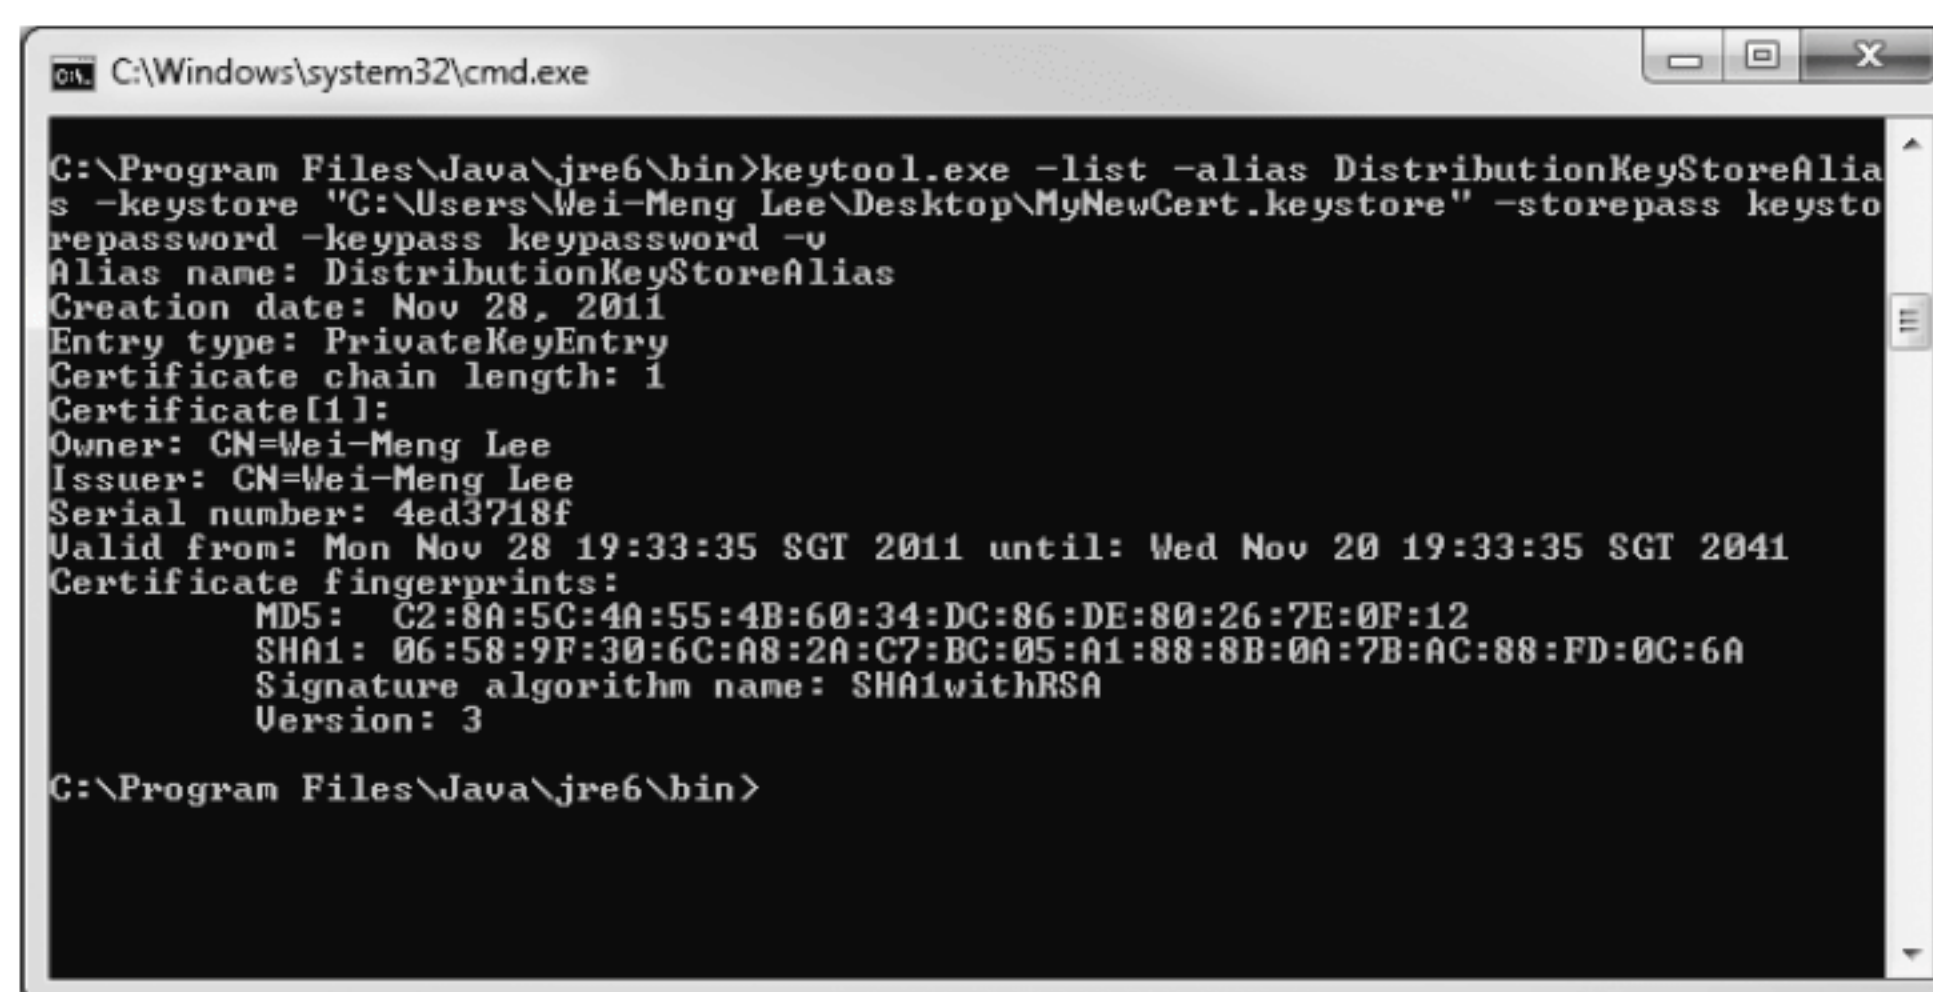 C:\Windows\system32\cmd.exe
C:\Program Files\Java\jre6\bin>keytool.exe -list -alias DistributionKeyStoreAlia
s -keystore "C:\Users\Wei-Meng Lee\Desktop\MyNewCert.keystore" -storepass keysto
repassword -keypass keypassword -v
Alias name: DistributionKeyStoreAlias
Creation date: Nov 28, 2011
Entry type: PrivateKeyEntry
Certificate chain length: 1
Certificate[1]:
Owner: CN=Wei-Meng Lee
Issuer: CN=Wei-Meng Lee
Serial number: 4ed3718f
Valid from: Mon Nov 28 19:33:35 SGT 2011 until: Wed Nov 20 19:33:35 SGT 2041
Certificate fingerprints:
MD5:  C2:8A:5C:4A:55:4B:60:34:DC:86:DE:80:26:7E:0F:12
SHA1: 06:58:9F:30:6C:A8:2A:C7:BC:05:A1:88:8B:0A:7B:AC:88:FD:0C:6A
Signature algorithm name: SHA1withRSA
Version: 3
C:\Program Files\Java\jre6\bin>